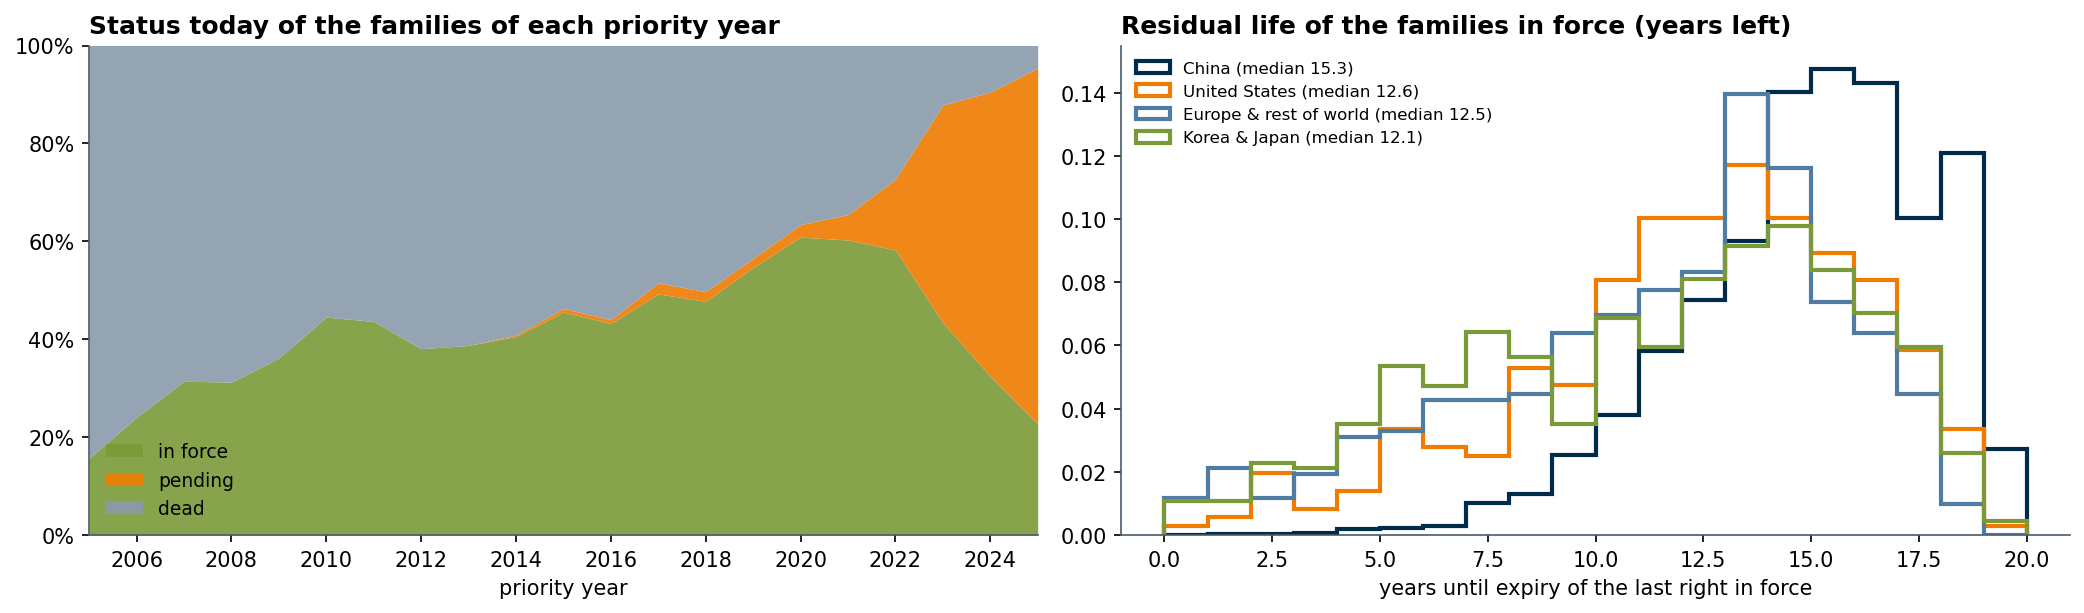 Status today of the families of each priority year
100%
80%
60%
40%
20%
0%
in force
pending
dead
2006 2008 2010 2012 2014 2016 2018 2020 2022 2024
priority year
Residual life of the families in force (years left)
China (median 15.3)
United States (median 12.6)
Europe & rest of world (median 12.5)
Korea & Japan (median 12.1)
0.14
0.12
0.10
0.08
0.06
0.04
0.02
0.00
0.0 2.5 5.0 7.5 10.0 12.5 15.0 17.5 20.0
years until expiry of the last right in force